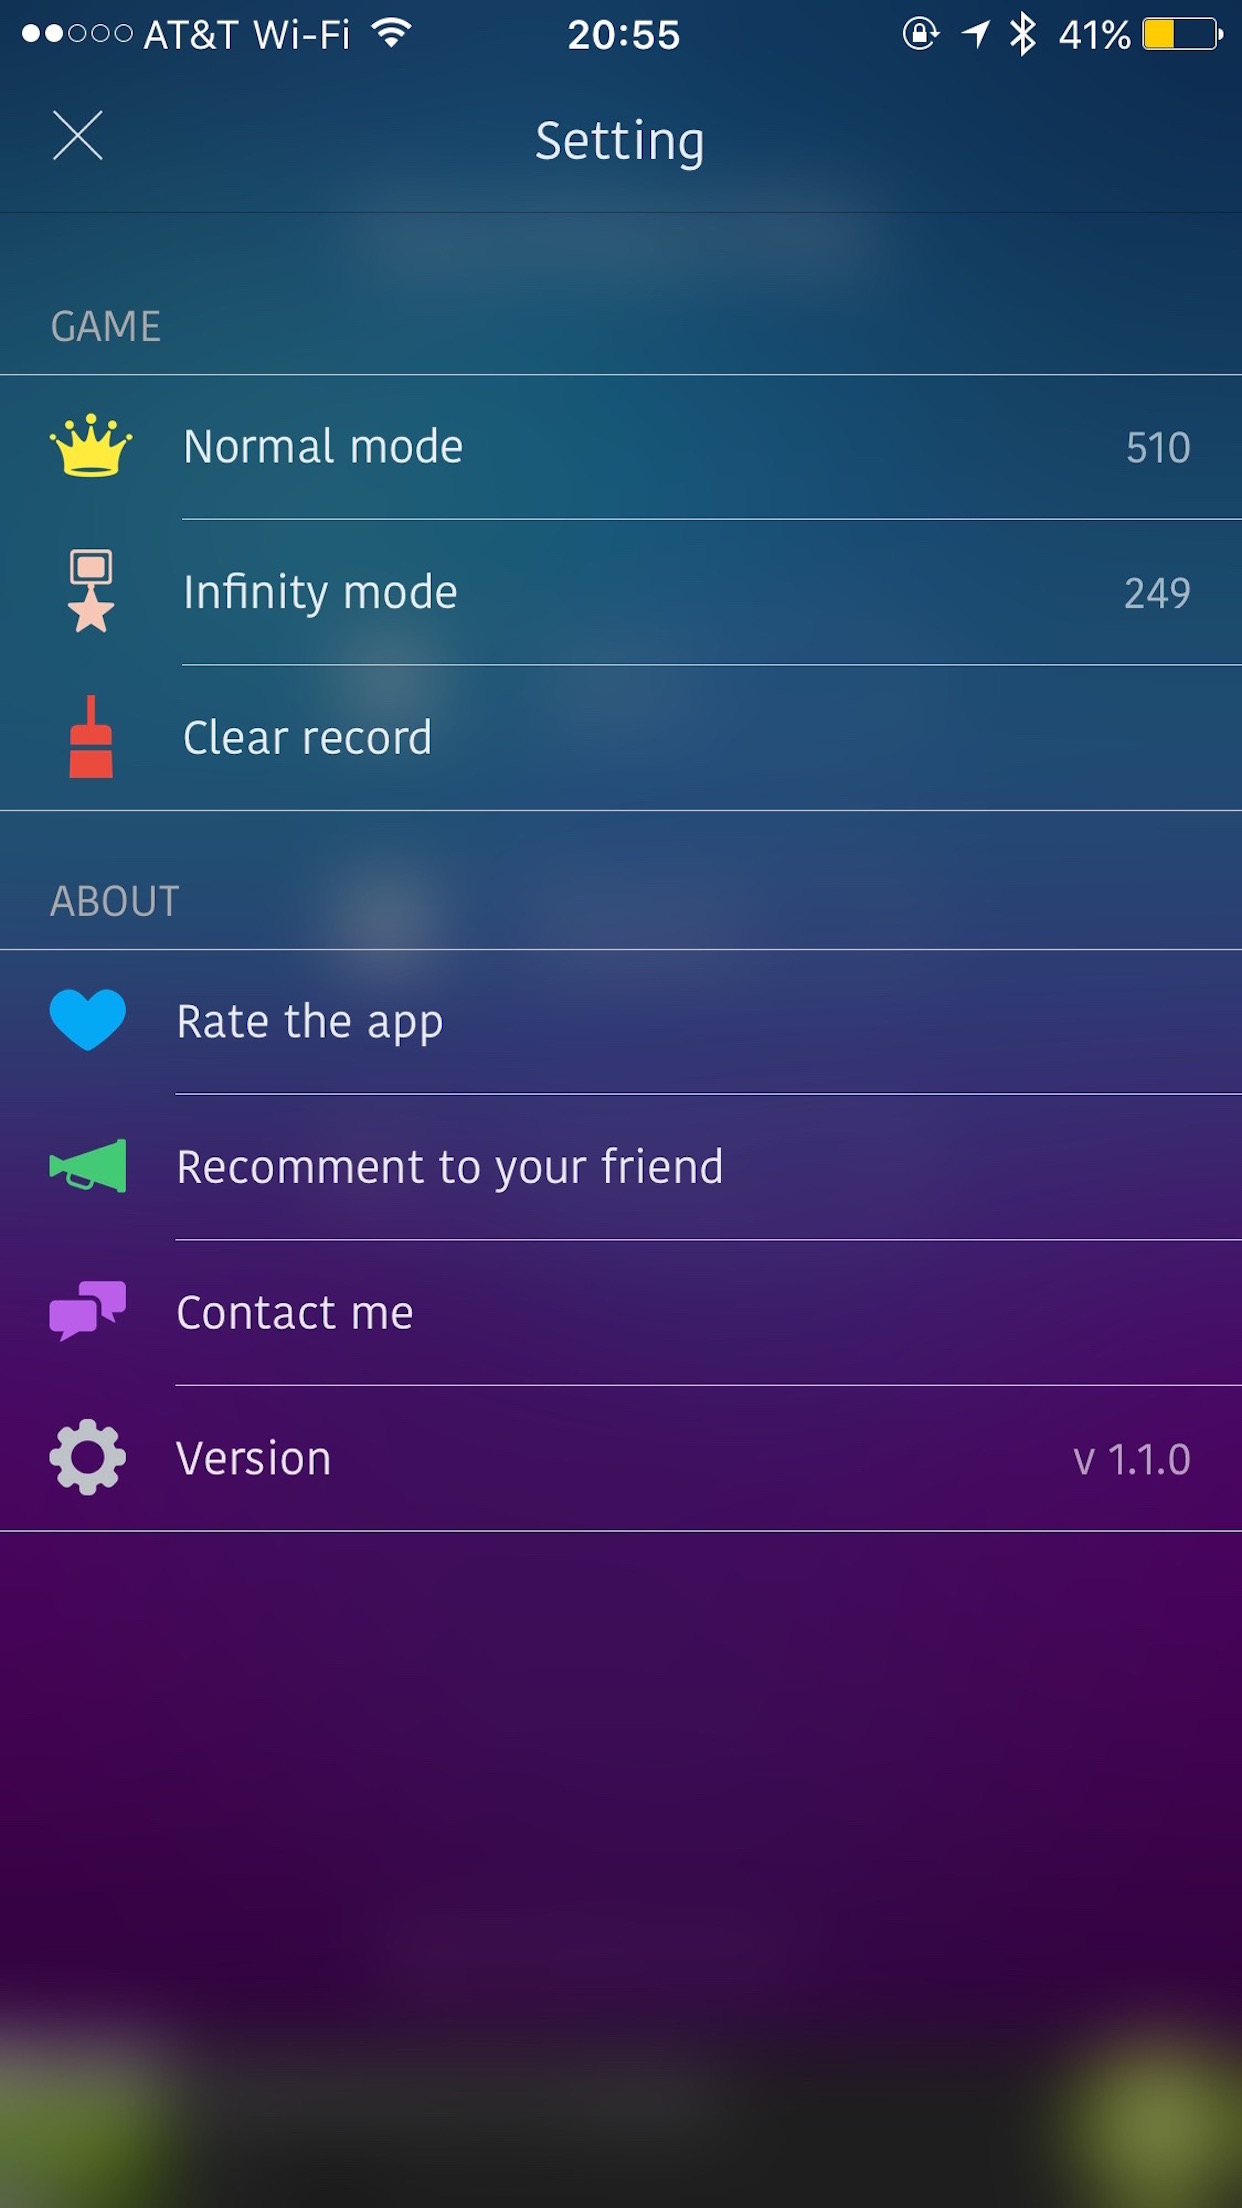 AT&T Wi-Fi 20:55 41%
Setting
GAME
Normal mode 510
Infinity mode 249
Clear record
ABOUT
Rate the app
Recomment to your friend
Contact me
Version v 1.1.0